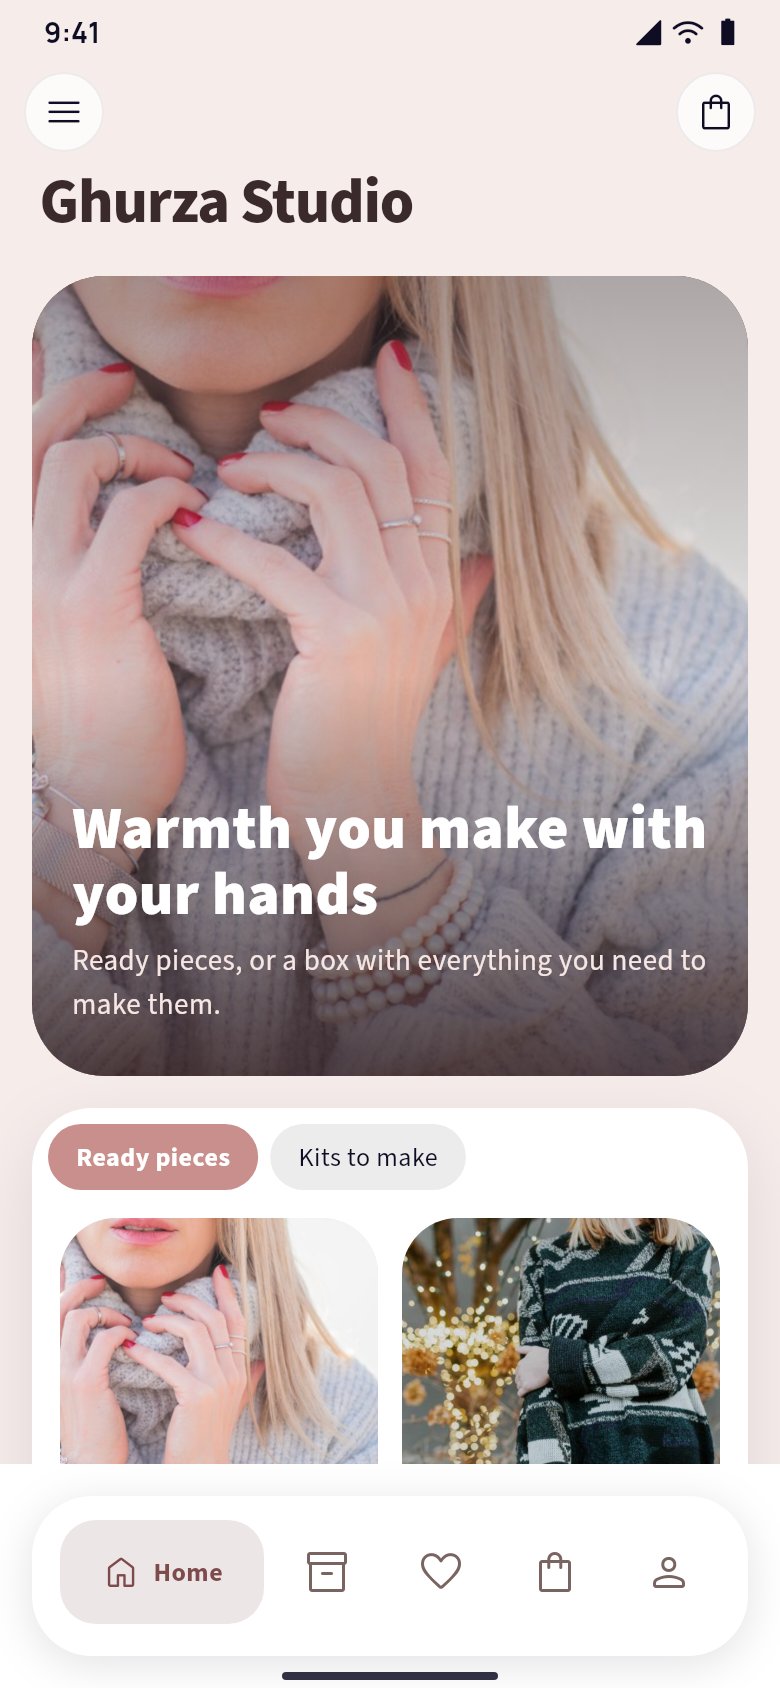 9:41
Ghurza Studio
Warmth you make with
your hands
Ready pieces, or a box with everything you need to
make them.
Ready pieces
Kits to make
Home